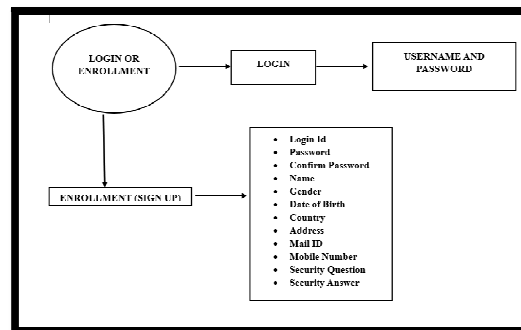 LOGIN OR
ENROLLMENT
LOGIN
USERNAME AND
PASSWORD
ENROLLMENT (SIGN UP)
• Login Id
• Password
• Confirm Password
• Name
• Gender
• Date of Birth
• Country
• Address
• Mail ID
• Mobile Number
• Security Question
• Security Answer